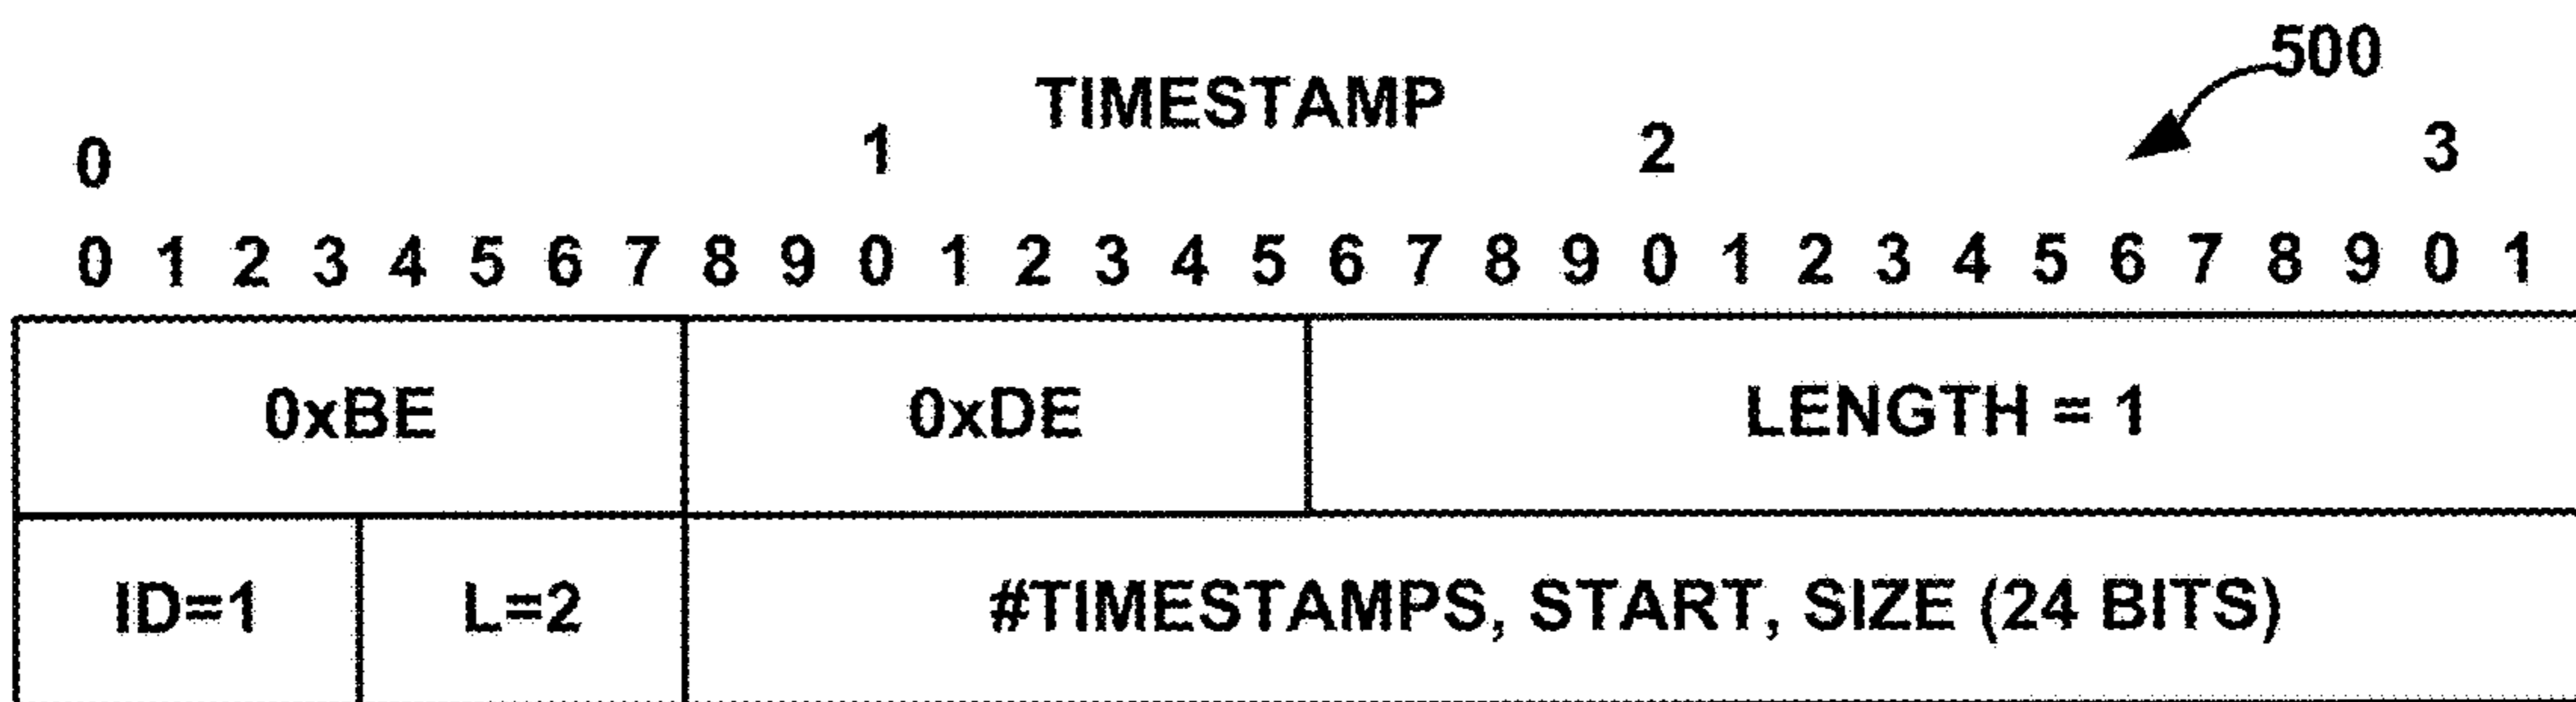 500
TIMESTAMP
0 1 2 3
0 1 2 3 4 5 6 7 8 9 0 1 2 3 4 5 6 7 8 9 0 1 2 3 4 5 6 7 8 9 0 1
0xBE 0xDE LENGTH = 1
ID=1 L=2 #TIMESTAMPS, START, SIZE (24 BITS)